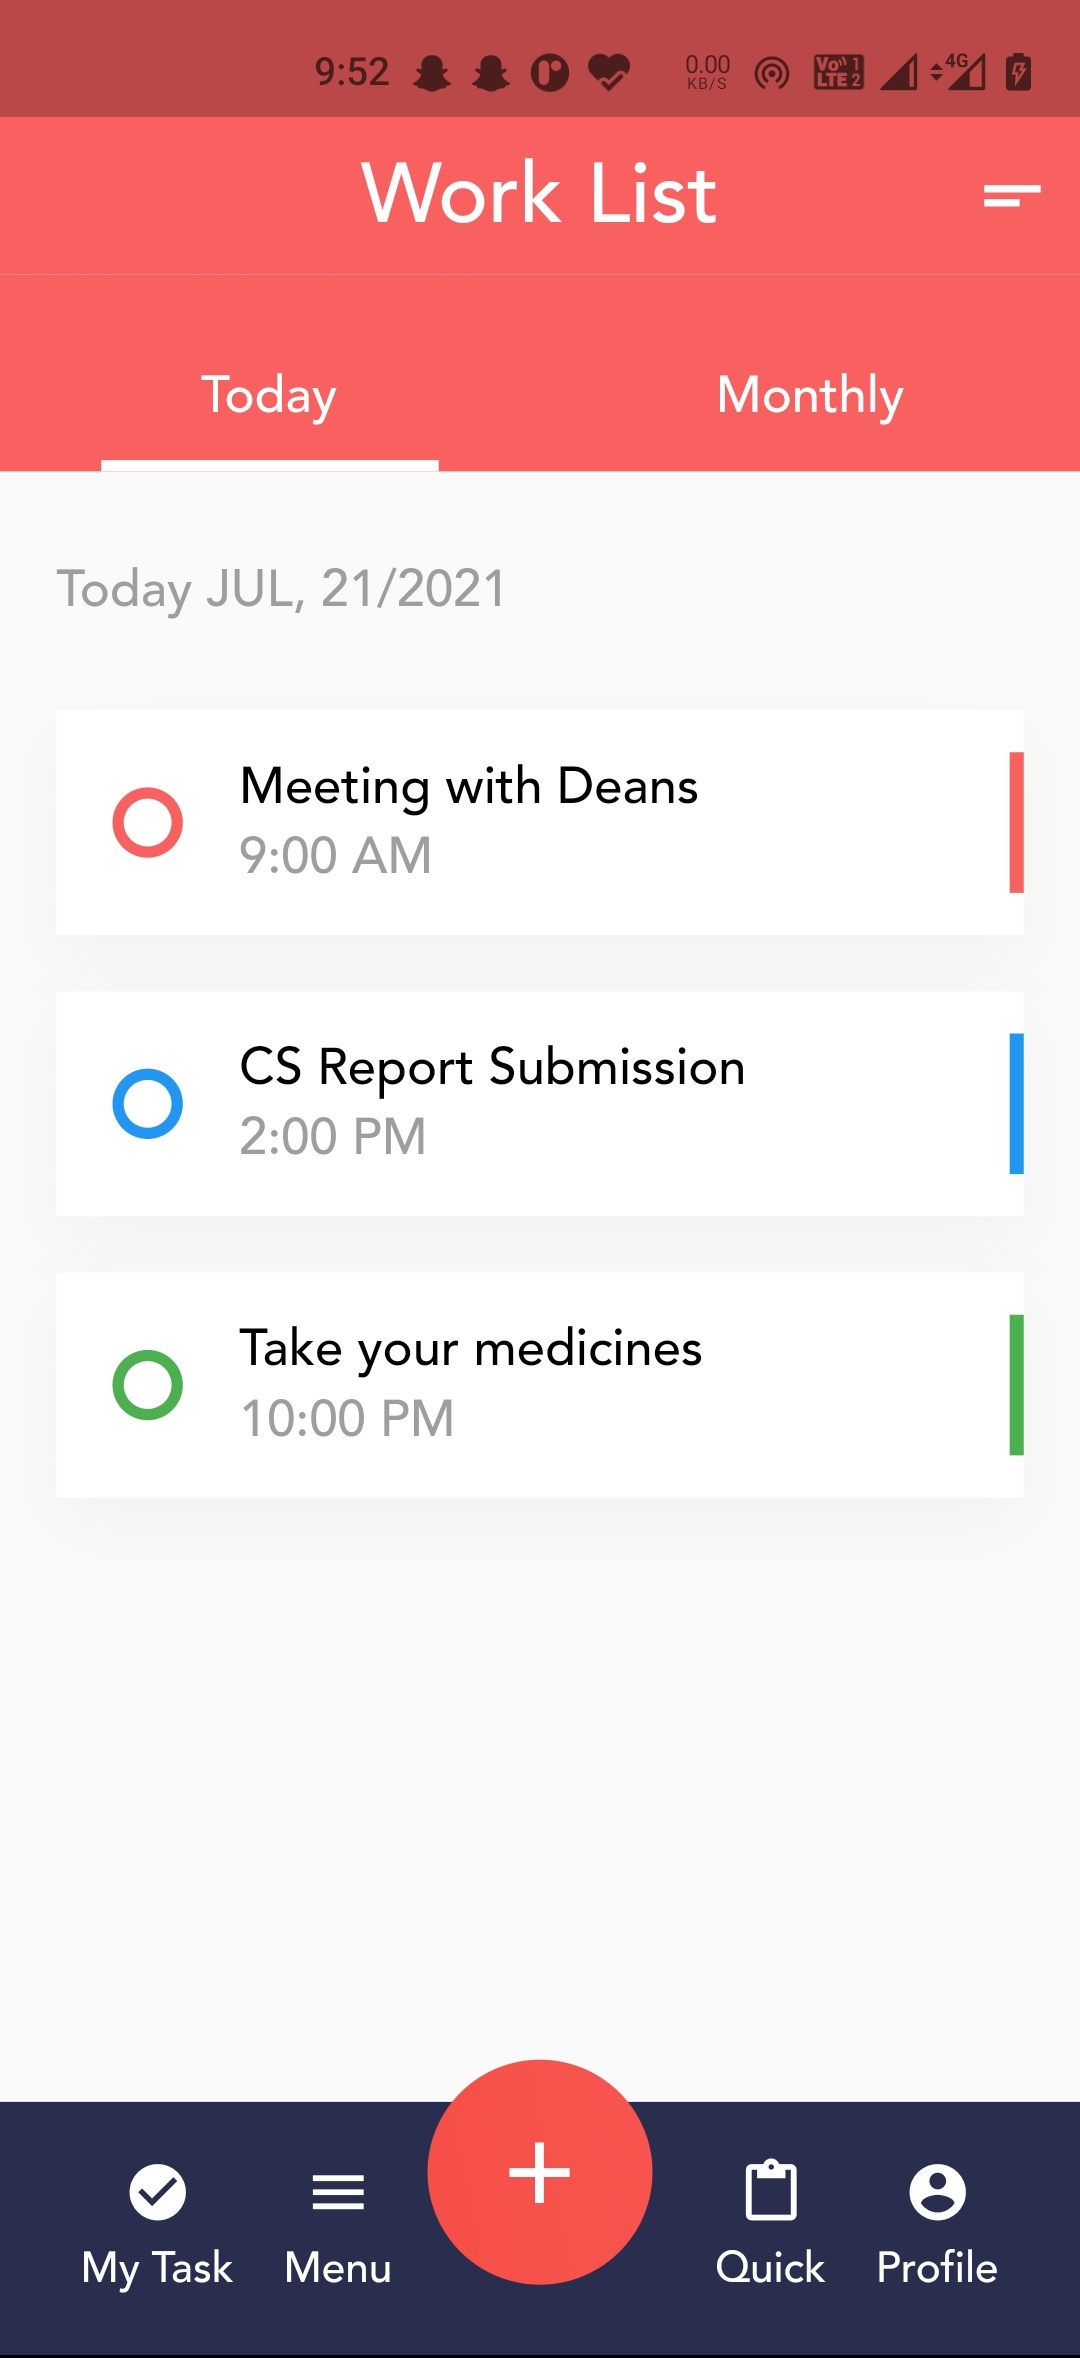 9:52 0.00 KB/S Vo 1 LTE 2 4G
Work List
Today Monthly
Today JUL, 21/2021
Meeting with Deans
9:00 AM
CS Report Submission
2:00 PM
Take your medicines
10:00 PM
My Task Menu Quick Profile